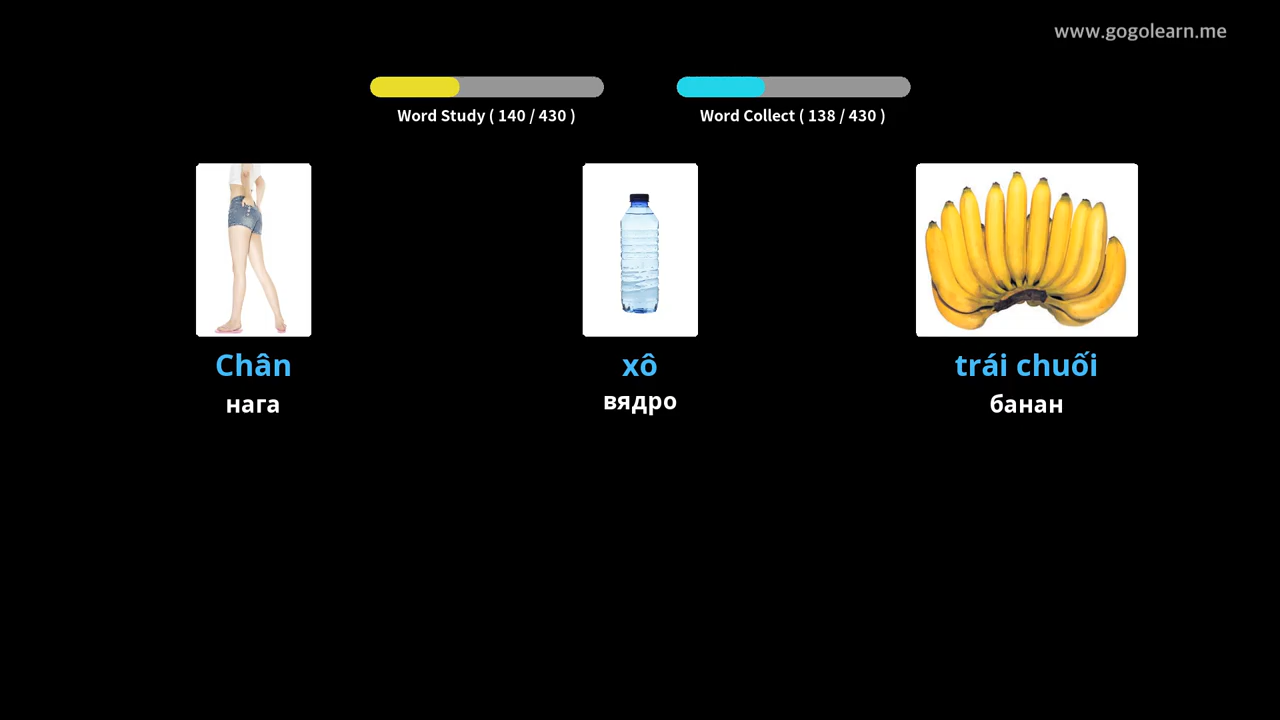 www.gogolearn.me
Word Study ( 140 / 430 )
Word Collect ( 138 / 430 )
Chân
нага
xô
вядро
trái chuối
банан